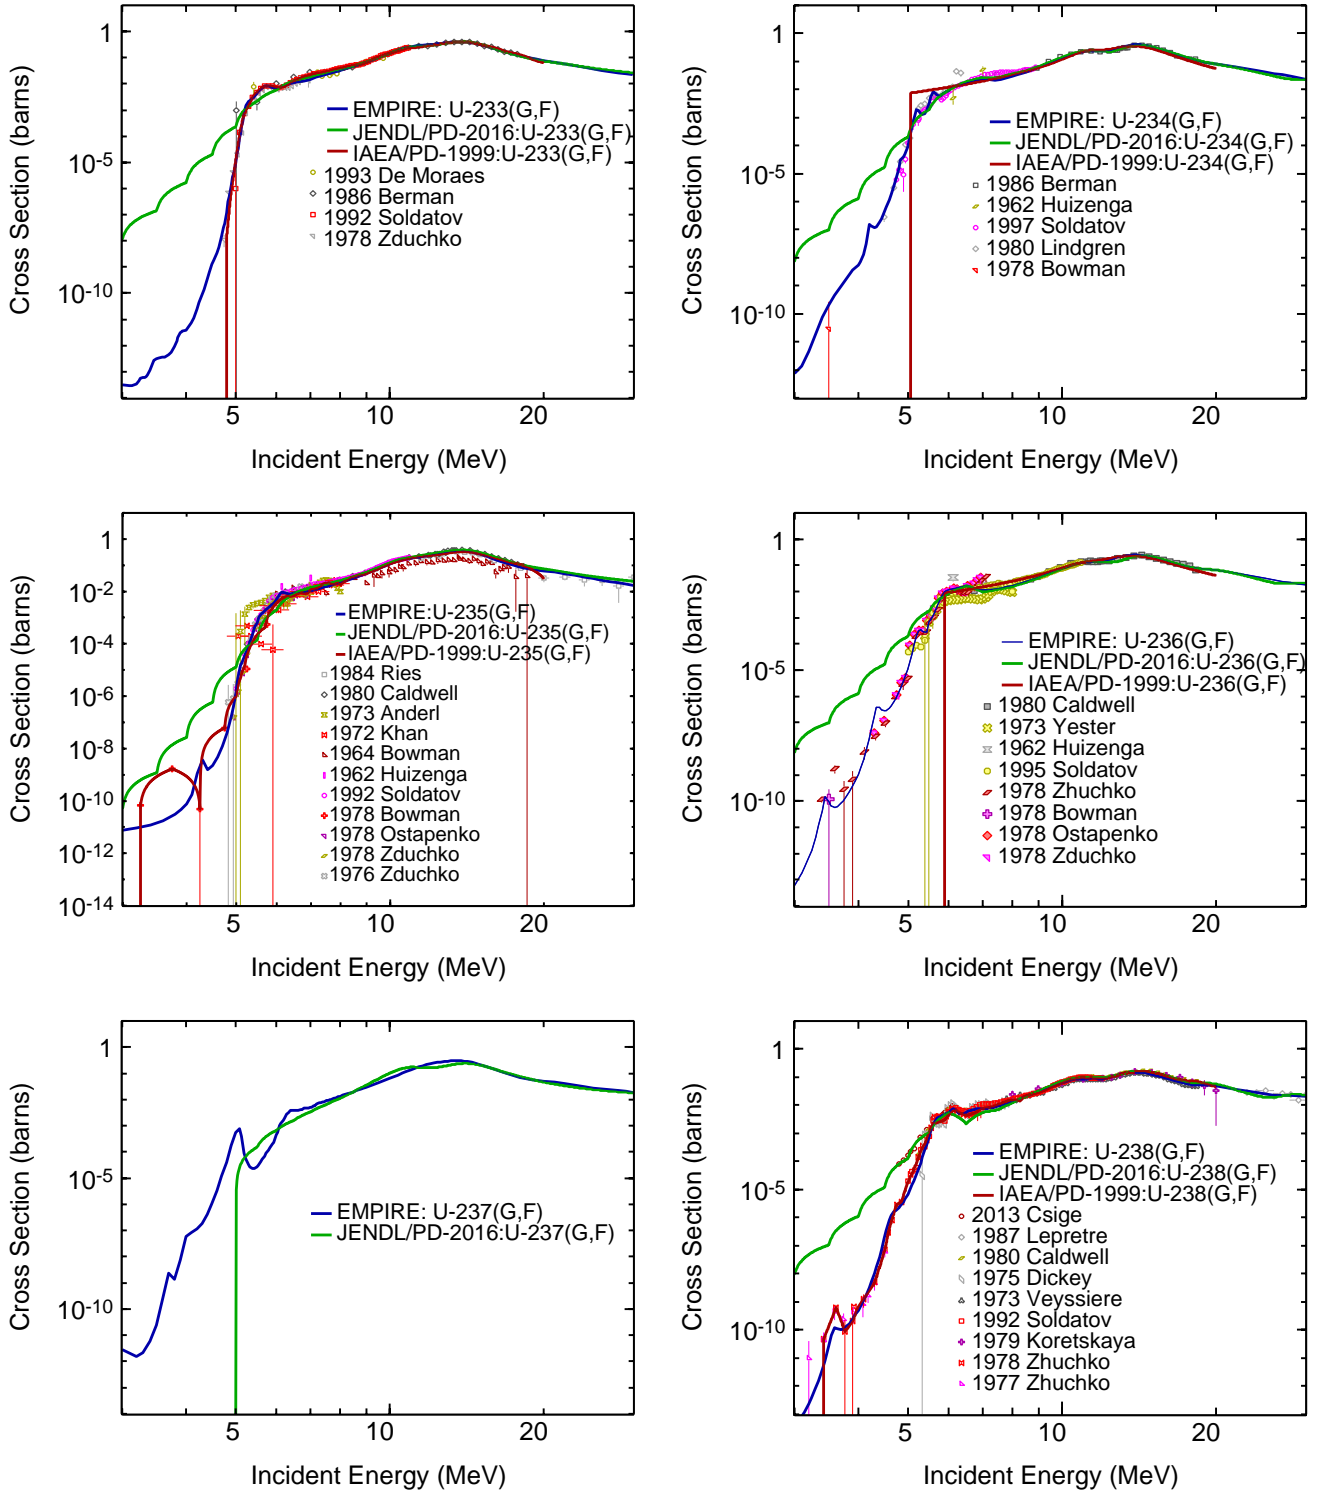 1
10-5
10-10
Cross Section (barns)
EMPIRE: U-233(G,F)
JENDL/PD-2016:U-233(G,F)
IAEA/PD-1999:U-233(G,F)
1993 De Moraes
1986 Berman
1992 Soldatov
1978 Zduchko
5 10 20
Incident Energy (MeV)
1
10-5
10-10
Cross Section (barns)
EMPIRE: U-234(G,F)
JENDL/PD-2016:U-234(G,F)
IAEA/PD-1999:U-234(G,F)
1986 Berman
1962 Huizenga
1997 Soldatov
1980 Lindgren
1978 Bowman
5 10 20
Incident Energy (MeV)
1
10-2
10-4
10-6
10-8
10-10
10-12
10-14
Cross Section (barns)
EMPIRE:U-235(G,F)
JENDL/PD-2016:U-235(G,F)
IAEA/PD-1999:U-235(G,F)
1984 Ries
1980 Caldwell
1973 Anderl
1972 Khan
1964 Bowman
1962 Huizenga
1992 Soldatov
1978 Bowman
1978 Ostapenko
1978 Zduchko
1976 Zduchko
5 10 20
Incident Energy (MeV)
1
10-5
10-10
Cross Section (barns)
EMPIRE: U-236(G,F)
JENDL/PD-2016:U-236(G,F)
IAEA/PD-1999:U-236(G,F)
1980 Caldwell
1973 Yester
1962 Huizenga
1995 Soldatov
1978 Zhuchko
1978 Bowman
1978 Ostapenko
1978 Zduchko
5 10 20
Incident Energy (MeV)
1
10-5
10-10
Cross Section (barns)
EMPIRE: U-237(G,F)
JENDL/PD-2016:U-237(G,F)
5 10 20
Incident Energy (MeV)
1
10-5
10-10
Cross Section (barns)
EMPIRE: U-238(G,F)
JENDL/PD-2016:U-238(G,F)
IAEA/PD-1999:U-238(G,F)
2013 Csige
1987 Lepretre
1980 Caldwell
1975 Dickey
1973 Veyssiere
1992 Soldatov
1979 Koretskaya
1978 Zhuchko
1977 Zhuchko
5 10 20
Incident Energy (MeV)